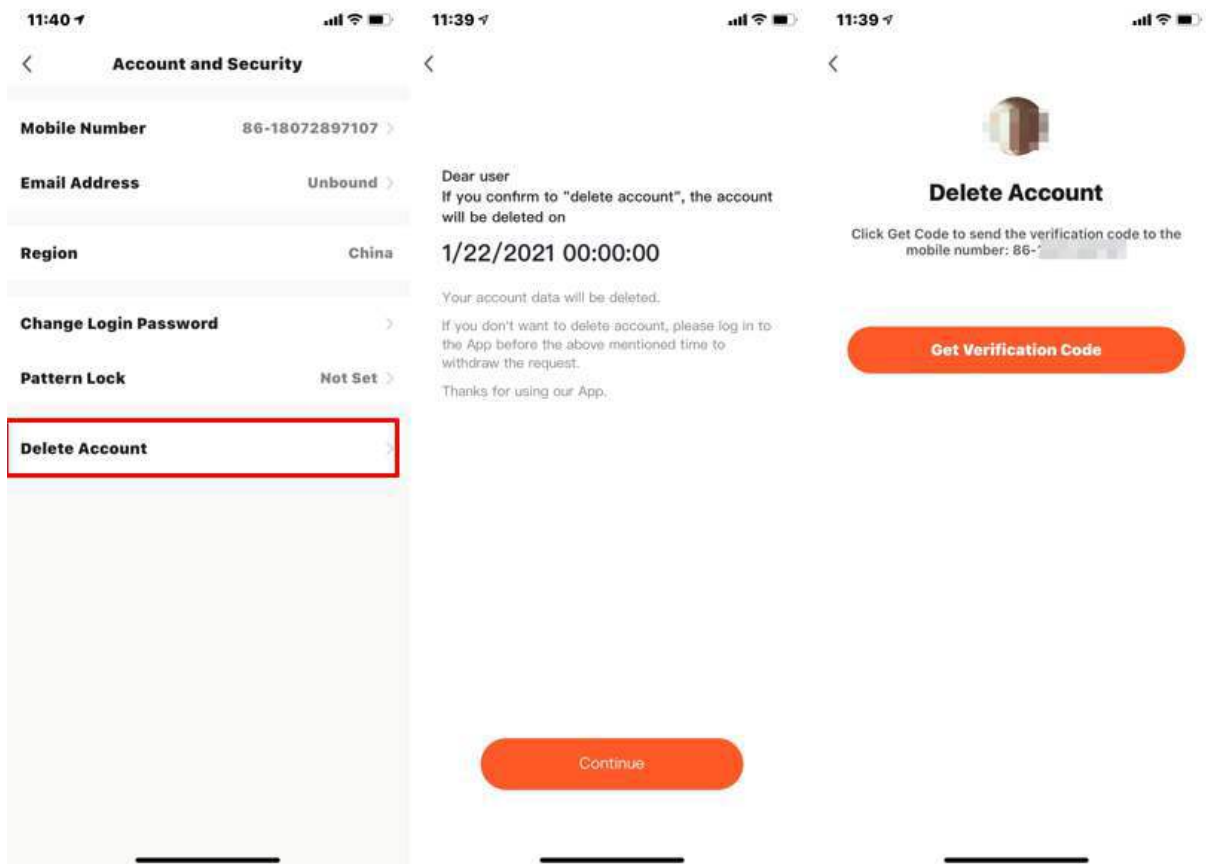 11:40
Account and Security
Mobile Number
86-18072897107
Email Address
Unbound
Region
China
Change Login Password
Pattern Lock
Not Set
Delete Account
11:39
Dear user
If you confirm to "delete account", the account
will be deleted on
1/22/2021 00:00:00
Your account data will be deleted.
If you don't want to delete account, please log in to
the App before the above mentioned time to
withdraw the request.
Thanks for using our App.
Continue
11:39
Delete Account
Click Get Code to send the verification code to the
mobile number: 86-
Get Verification Code